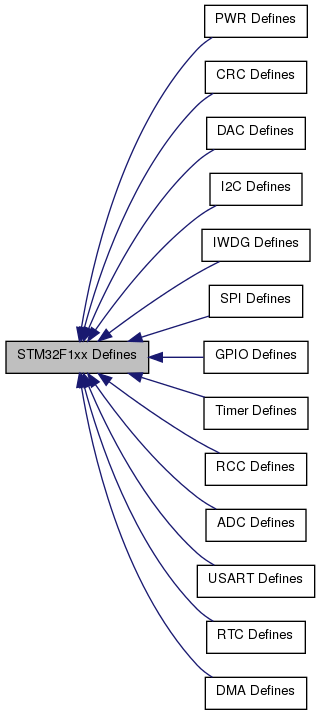 PWR Defines
CRC Defines
DAC Defines
I2C Defines
IWDG Defines
SPI Defines
STM32F1xx Defines
GPIO Defines
Timer Defines
RCC Defines
ADC Defines
USART Defines
RTC Defines
DMA Defines